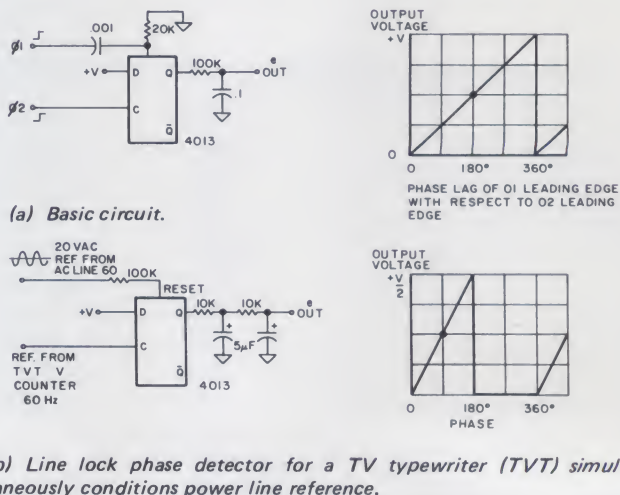 .001
20K
φ1
+V
D
Q
100K
e
OUT
φ2
C
.1
Q̄
4013
OUTPUT
VOLTAGE
+V
0
0
180°
360°
PHASE LAG OF 01 LEADING EDGE
WITH RESPECT TO 02 LEADING
EDGE
(a) Basic circuit.
20 VAC
REF FROM
AC LINE 60
100K
RESET
+V
D
Q
10K
10K
e
OUT
C
+
+
5μF
Q̄
4013
REF. FROM
TVT V
COUNTER
60 Hz
OUTPUT
VOLTAGE
+V
2
0
180°
360°
PHASE
b) Line lock phase detector for a TV typewriter (TVT) simul
aneously conditions power line reference.